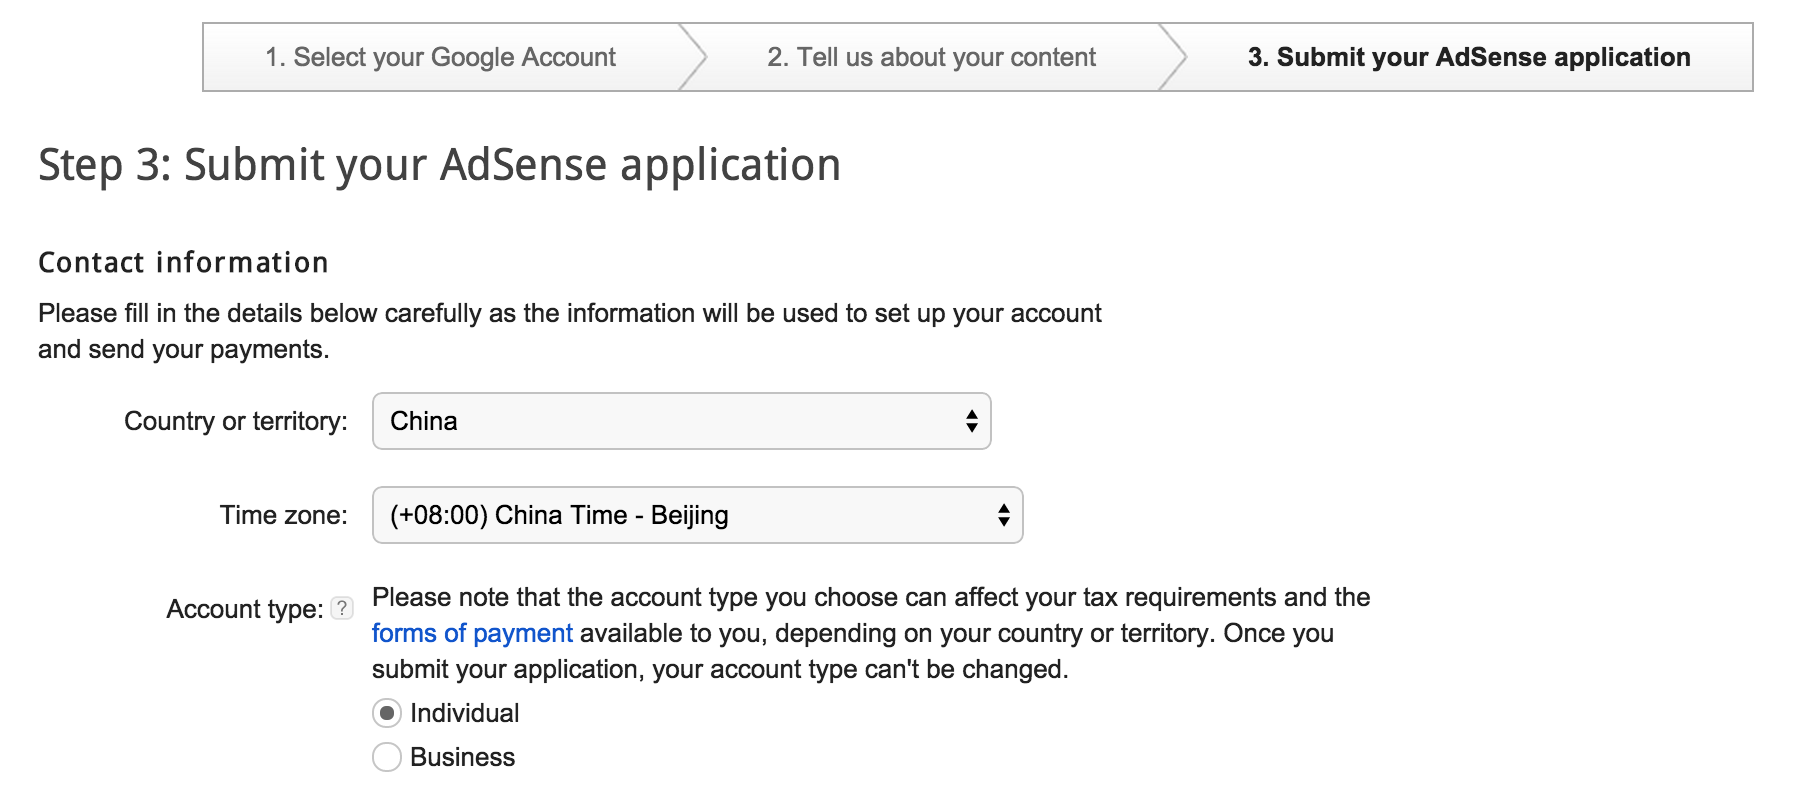 1. Select your Google Account
2. Tell us about your content
3. Submit your AdSense application
Step 3: Submit your AdSense application
Contact information
Please fill in the details below carefully as the information will be used to set up your account
and send your payments.
Country or territory: China
Time zone: (+08:00) China Time - Beijing
Account type: ? Please note that the account type you choose can affect your tax requirements and the
forms of payment available to you, depending on your country or territory. Once you
submit your application, your account type can't be changed.
Individual
Business